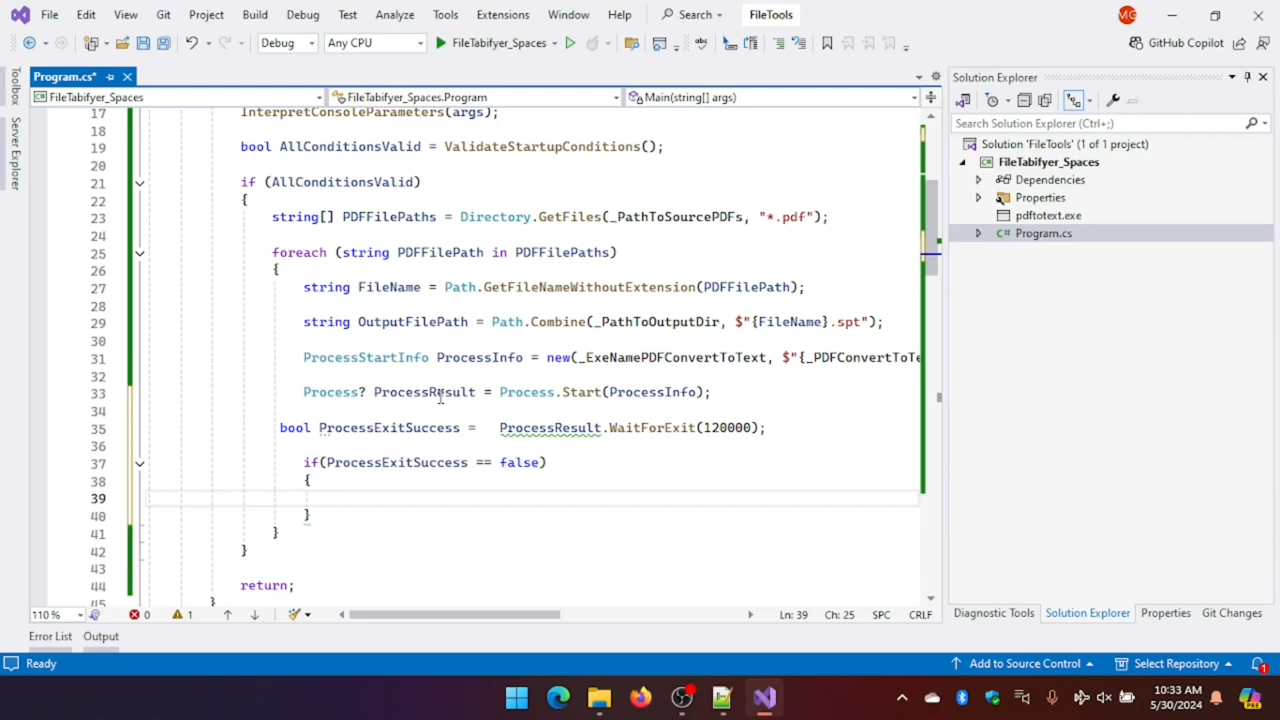 File Edit View Git Project Build Debug Test Analyze Tools Extensions Window Help Search FileTools MG
Debug Any CPU FileTabifyer_Spaces GitHub Copilot
Program.cs*
Solution Explorer
FileTabifyer_Spaces FileTabifyer_Spaces.Program Main(string[] args)
Toolbox
Server Explorer
Search Solution Explorer (Ctrl+;)
Solution 'FileTools' (1 of 1 project)
FileTabifyer_Spaces
Dependencies
Properties
pdftotext.exe
C# Program.cs
17 InterpretConsoleParameters(args);
18
19 bool AllConditionsValid = ValidateStartupConditions();
20
21 if (AllConditionsValid)
22 {
23 string[] PDFFilePaths = Directory.GetFiles(_PathToSourcePDFs, "*.pdf");
24
25 foreach (string PDFFilePath in PDFFilePaths)
26 {
27 string FileName = Path.GetFileNameWithoutExtension(PDFFilePath);
28
29 string OutputFilePath = Path.Combine(_PathToOutputDir, $"{FileName}.spt");
30
31 ProcessStartInfo ProcessInfo = new(_ExeNamePDFConvertToText, $"{_PDFConvertToTe
32
33 Process? ProcessResult = Process.Start(ProcessInfo);
34
35 bool ProcessExitSuccess = ProcessResult.WaitForExit(120000);
36
37 if(ProcessExitSuccess == false)
38 {
39
40 }
41 }
42 }
43
44 return;
45 }
110 % 0 1 Ln: 39 Ch: 25 SPC CRLF
Diagnostic Tools Solution Explorer Properties Git Changes
Error List Output
Ready Add to Source Control Select Repository 1
10:33 AM
5/30/2024
PRE